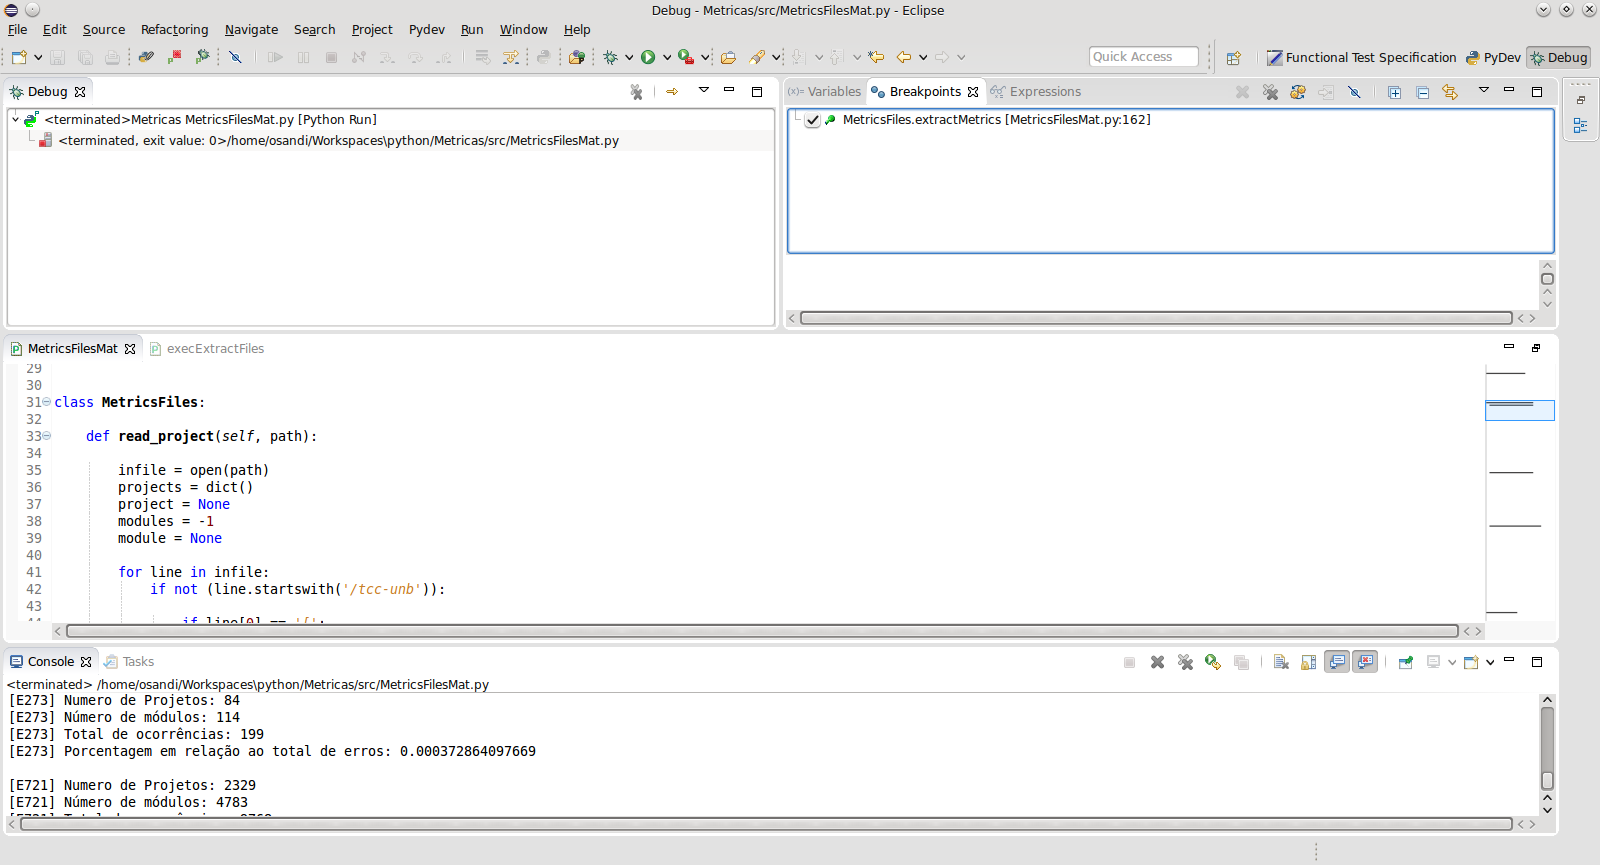 Debug - Metricas/src/MetricsFilesMat.py - Eclipse
File Edit Source Refactoring Navigate Search Project Pydev Run Window Help
Quick Access Functional Test Specification PyDev Debug
Debug
<terminated>Metricas MetricsFilesMat.py [Python Run]
<terminated, exit value: 0>/home/osandi/Workspaces\python/Metricas/src/MetricsFilesMat.py
(x)= Variables Breakpoints Expressions
MetricsFiles.extractMetrics [MetricsFilesMat.py:162]
MetricsFilesMat execExtractFiles
29
30
31 class MetricsFiles:
32
33 def read_project(self, path):
34
35 infile = open(path)
36 projects = dict()
37 project = None
38 modules = -1
39 module = None
40
41 for line in infile:
42 if not (line.startswith('/tcc-unb')):
43
44 if line[0] == '[':
Console Tasks
<terminated> /home/osandi/Workspaces\python/Metricas/src/MetricsFilesMat.py
[E273] Numero de Projetos: 84
[E273] Número de módulos: 114
[E273] Total de ocorrências: 199
[E273] Porcentagem em relação ao total de erros: 0.000372864097669
[E721] Numero de Projetos: 2329
[E721] Número de módulos: 4783